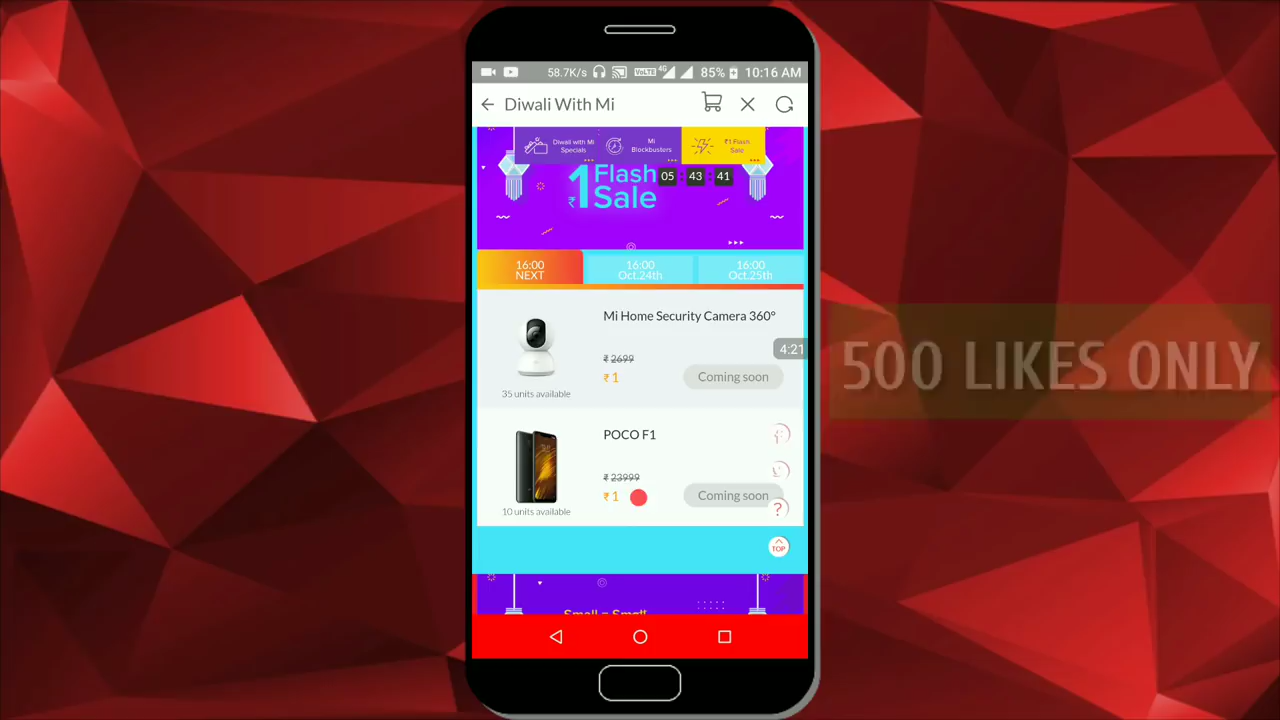 58.7K/s VoLTE 4G 85% 10:16 AM
Diwali With Mi
Diwali with Mi
Specials
Mi
Blockbusters
₹1 Flash
Sale
₹1 Flash
Sale
05 : 43 : 41
16:00
NEXT
16:00
Oct.24th
16:00
Oct.25th
Mi Home Security Camera 360°
₹ 2699
₹ 1
Coming soon
35 units available
4:21
POCO F1
₹ 23999
₹ 1
Coming soon
10 units available
?
TOP
500 LIKES ONLY